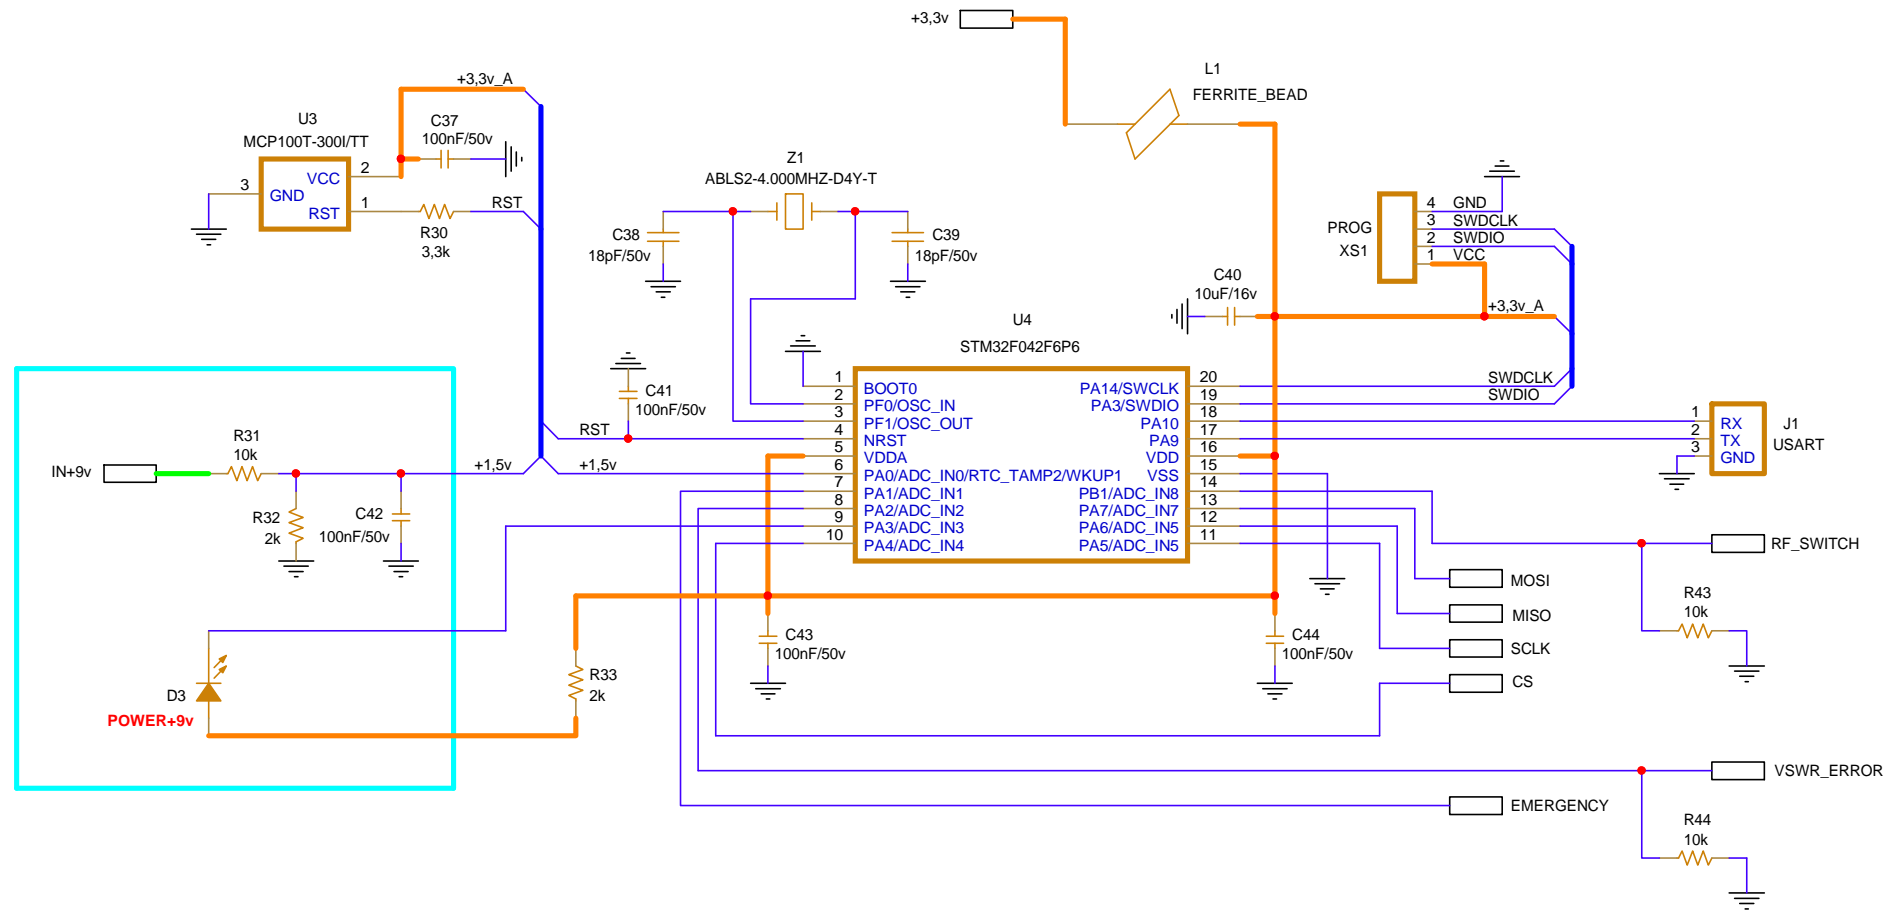 +3,3v
L1
FERRITE_BEAD
+3,3v_A
U3
MCP100T-300I/TT
C37
100nF/50v
VCC
GND
RST
2
3
1
RST
R30
3,3k
Z1
ABLS2-4.000MHZ-D4Y-T
C38
18pF/50v
C39
18pF/50v
PROG
XS1
4 GND
3 SWDCLK
2 SWDIO
1 VCC
C40
10uF/16v
+3,3v_A
U4
STM32F042F6P6
1 BOOT0
2 PF0/OSC_IN
3 PF1/OSC_OUT
4 NRST
5 VDDA
6 PA0/ADC_IN0/RTC_TAMP2/WKUP1
7 PA1/ADC_IN1
8 PA2/ADC_IN2
9 PA3/ADC_IN3
10 PA4/ADC_IN4
PA14/SWCLK 20
PA3/SWDIO 19
PA10 18
PA9 17
VDD 16
VSS 15
PB1/ADC_IN8 14
PA7/ADC_IN7 13
PA6/ADC_IN5 12
PA5/ADC_IN5 11
SWDCLK
SWDIO
C41
100nF/50v
RST
+1,5v
+1,5v
IN+9v
R31
10k
R32
2k
C42
100nF/50v
1 RX
2 TX
3 GND
J1
USART
RF_SWITCH
MOSI
MISO
SCLK
CS
R43
10k
C43
100nF/50v
C44
100nF/50v
R33
2k
D3
POWER+9v
VSWR_ERROR
EMERGENCY
R44
10k